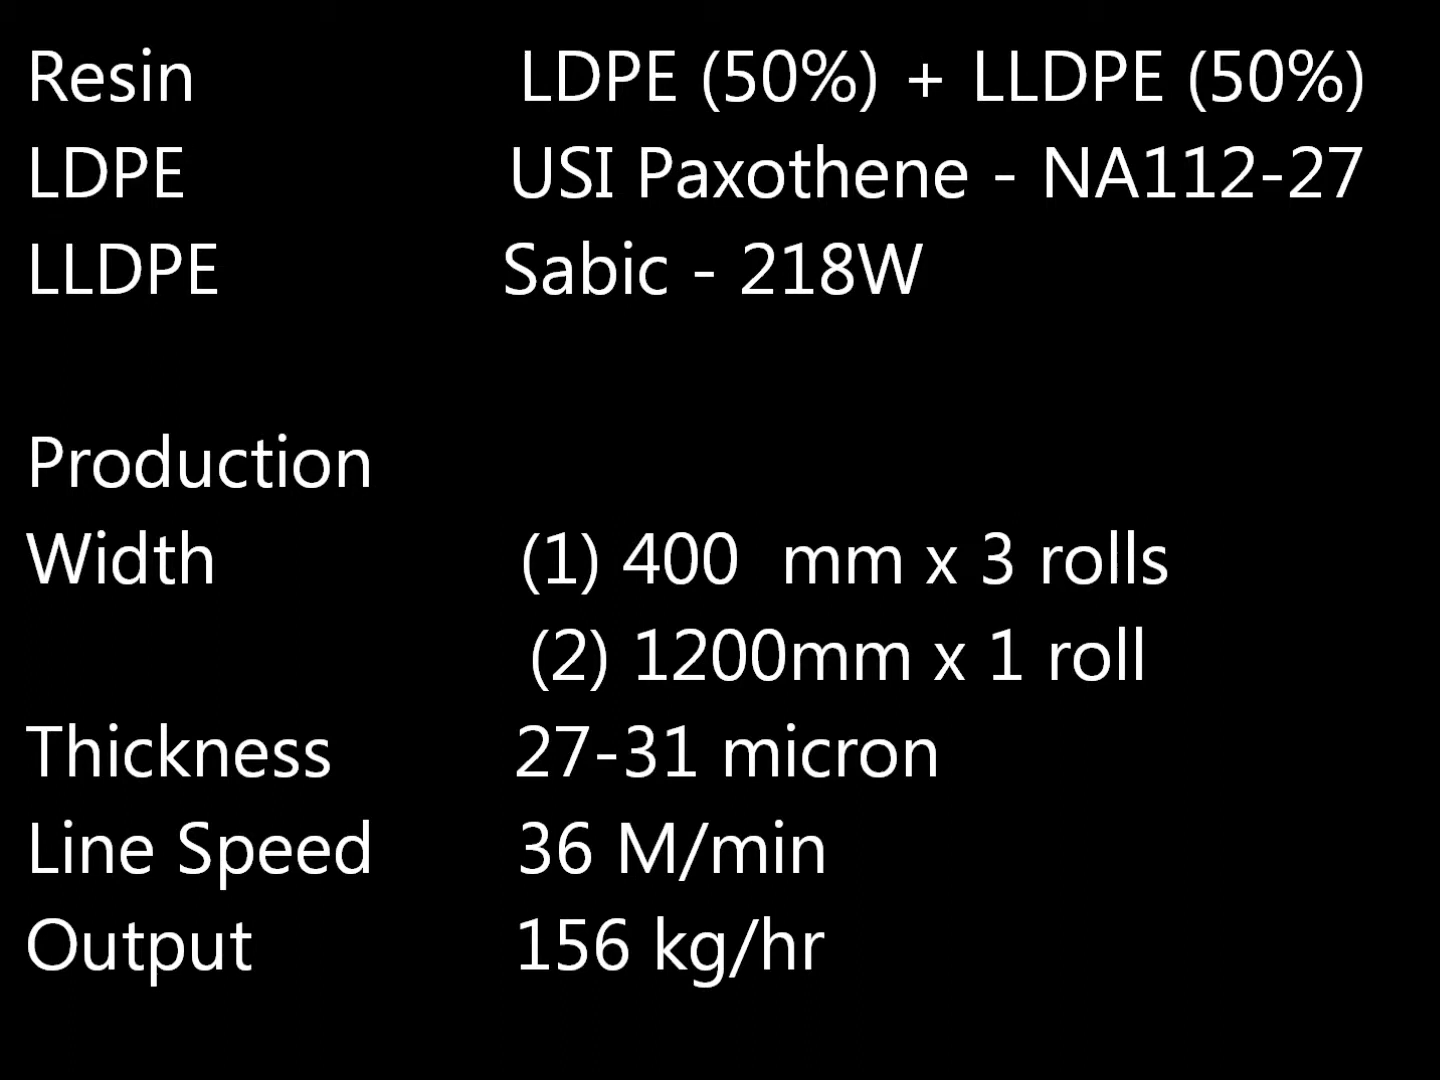 Resin LDPE (50%) + LLDPE (50%)
LDPE USI Paxothene - NA112-27
LLDPE Sabic - 218W
Production
Width (1) 400 mm x 3 rolls
(2) 1200mm x 1 roll
Thickness 27-31 micron
Line Speed 36 M/min
Output 156 kg/hr